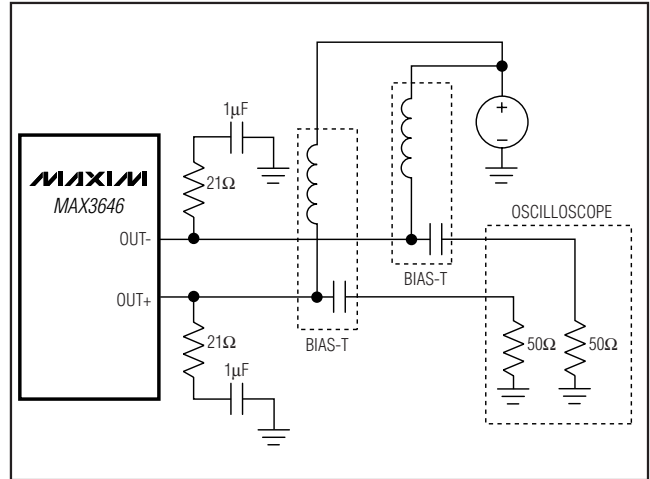 1µF
MAXIM
MAX3646
21Ω
OUT-
OUT+
+
−
OSCILLOSCOPE
BIAS-T
BIAS-T
21Ω
1µF
50Ω
50Ω